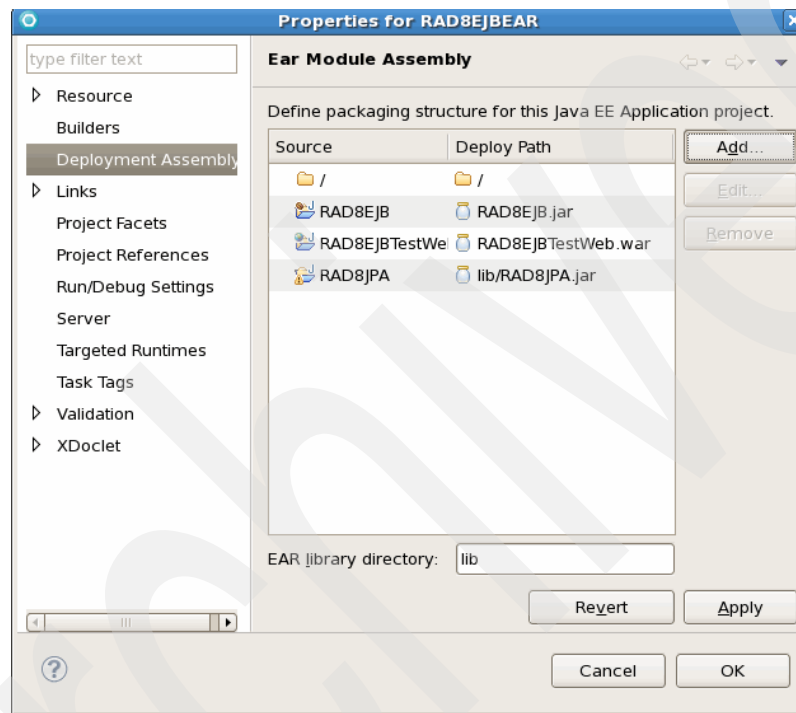 Properties for RAD8EJBEAR
type filter text
Resource
Builders
Deployment Assembly
Links
Project Facets
Project References
Run/Debug Settings
Server
Targeted Runtimes
Task Tags
Validation
XDoclet
Ear Module Assembly
Define packaging structure for this Java EE Application project.
Source Deploy Path
/ /
RAD8EJB RAD8EJB.jar
RAD8EJBTestWe RAD8EJBTestWeb.war
RAD8JPA lib/RAD8JPA.jar
Add...
Edit...
Remove
EAR library directory: lib
Revert Apply
? Cancel OK